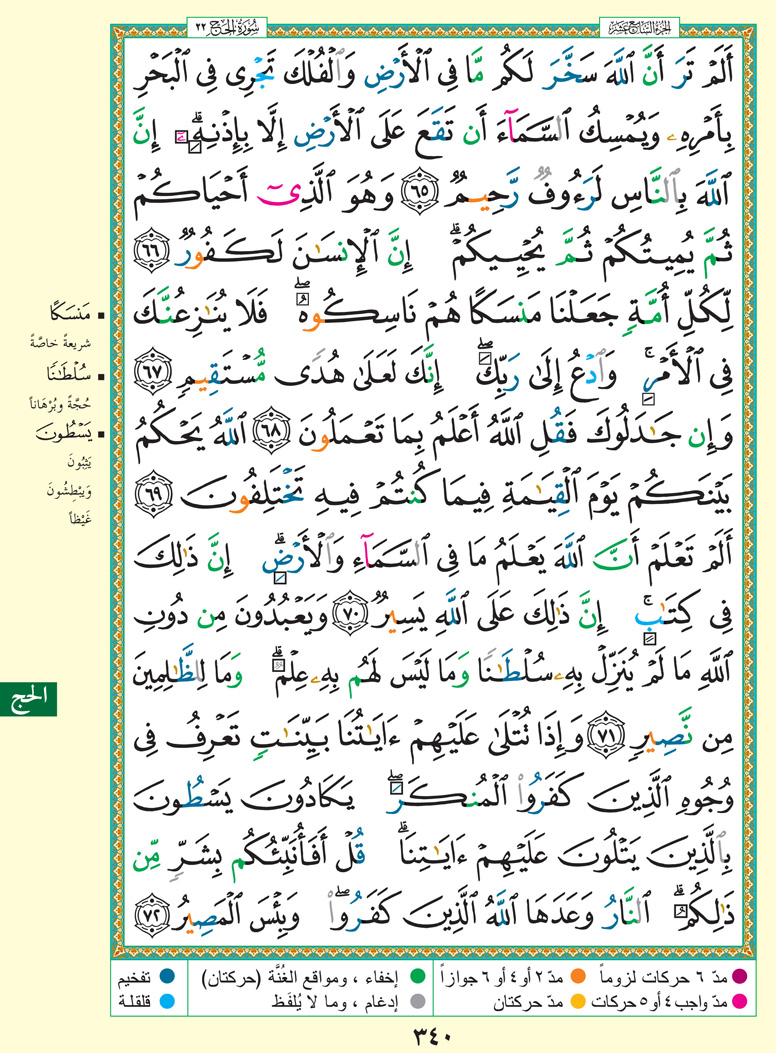 الجزء السابع عشر
سُورَةُ الْحَجّ ٢٢
أَلَمْ تَرَ أَنَّ ٱللَّهَ سَخَّرَ لَكُم مَّا فِى ٱلْأَرْضِ وَٱلْفُلْكَ تَجْرِى فِى ٱلْبَحْرِ
بِأَمْرِهِۦ وَيُمْسِكُ ٱلسَّمَآءَ أَن تَقَعَ عَلَى ٱلْأَرْضِ إِلَّا بِإِذْنِهِۦٓ ۗ إِنَّ
ٱللَّهَ بِٱلنَّاسِ لَرَءُوفٌ رَّحِيمٌ ٦٥ وَهُوَ ٱلَّذِىٓ أَحْيَاكُمْ
ثُمَّ يُمِيتُكُمْ ثُمَّ يُحْيِيكُمْ ۗ إِنَّ ٱلْإِنسَٰنَ لَكَفُورٌ ٦٦
لِّكُلِّ أُمَّةٍ جَعَلْنَا مَنسَكًا هُمْ نَاسِكُوهُ ۖ فَلَا يُنَٰزِعُنَّكَ
فِى ٱلْأَمْرِ ۚ وَٱدْعُ إِلَىٰ رَبِّكَ ۖ إِنَّكَ لَعَلَىٰ هُدًى مُّسْتَقِيمٍ ٦٧
وَإِن جَٰدَلُوكَ فَقُلِ ٱللَّهُ أَعْلَمُ بِمَا تَعْمَلُونَ ٦٨ ٱللَّهُ يَحْكُمُ
بَيْنَكُمْ يَوْمَ ٱلْقِيَٰمَةِ فِيمَا كُنتُمْ فِيهِ تَخْتَلِفُونَ ٦٩
أَلَمْ تَعْلَمْ أَنَّ ٱللَّهَ يَعْلَمُ مَا فِى ٱلسَّمَآءِ وَٱلْأَرْضِ ۗ إِنَّ ذَٰلِكَ
فِى كِتَٰبٍ ۚ إِنَّ ذَٰلِكَ عَلَى ٱللَّهِ يَسِيرٌ ٧٠ وَيَعْبُدُونَ مِن دُونِ
ٱللَّهِ مَا لَمْ يُنَزِّلْ بِهِۦ سُلْطَٰنًا وَمَا لَيْسَ لَهُم بِهِۦ عِلْمٌ ۗ وَمَا لِلظَّٰلِمِينَ
مِن نَّصِيرٍ ٧١ وَإِذَا تُتْلَىٰ عَلَيْهِمْ ءَايَٰتُنَا بَيِّنَٰتٍ تَعْرِفُ فِى
وُجُوهِ ٱلَّذِينَ كَفَرُوا۟ ٱلْمُنكَرَ ۖ يَكَادُونَ يَسْطُونَ
بِٱلَّذِينَ يَتْلُونَ عَلَيْهِمْ ءَايَٰتِنَا ۗ قُلْ أَفَأُنَبِّئُكُم بِشَرٍّ مِّن
ذَٰلِكُمُ ۗ ٱلنَّارُ وَعَدَهَا ٱللَّهُ ٱلَّذِينَ كَفَرُوا۟ ۖ وَبِئْسَ ٱلْمَصِيرُ ٧٢
▪ مَنسَكًا
شريعةً خاصّةً
▪ سُلْطَٰنًا
حُجَّةً وبُرْهَاناً
▪ يَسْطُونَ
يَثِبُونَ
وَيَبْطِشُونَ
غَيْظاً
الحج
مدّ ٦ حركات لزوماً
مدّ ٢ أو ٤ أو ٦ جوازاً
إخفاء ، ومواقع الغُنَّة (حركتان)
تفخيم
مدّ واجب ٤ أو ٥ حركات
مدّ حركتان
إدغام ، وما لا يُلفَظ
قلقلة
٣٤٠